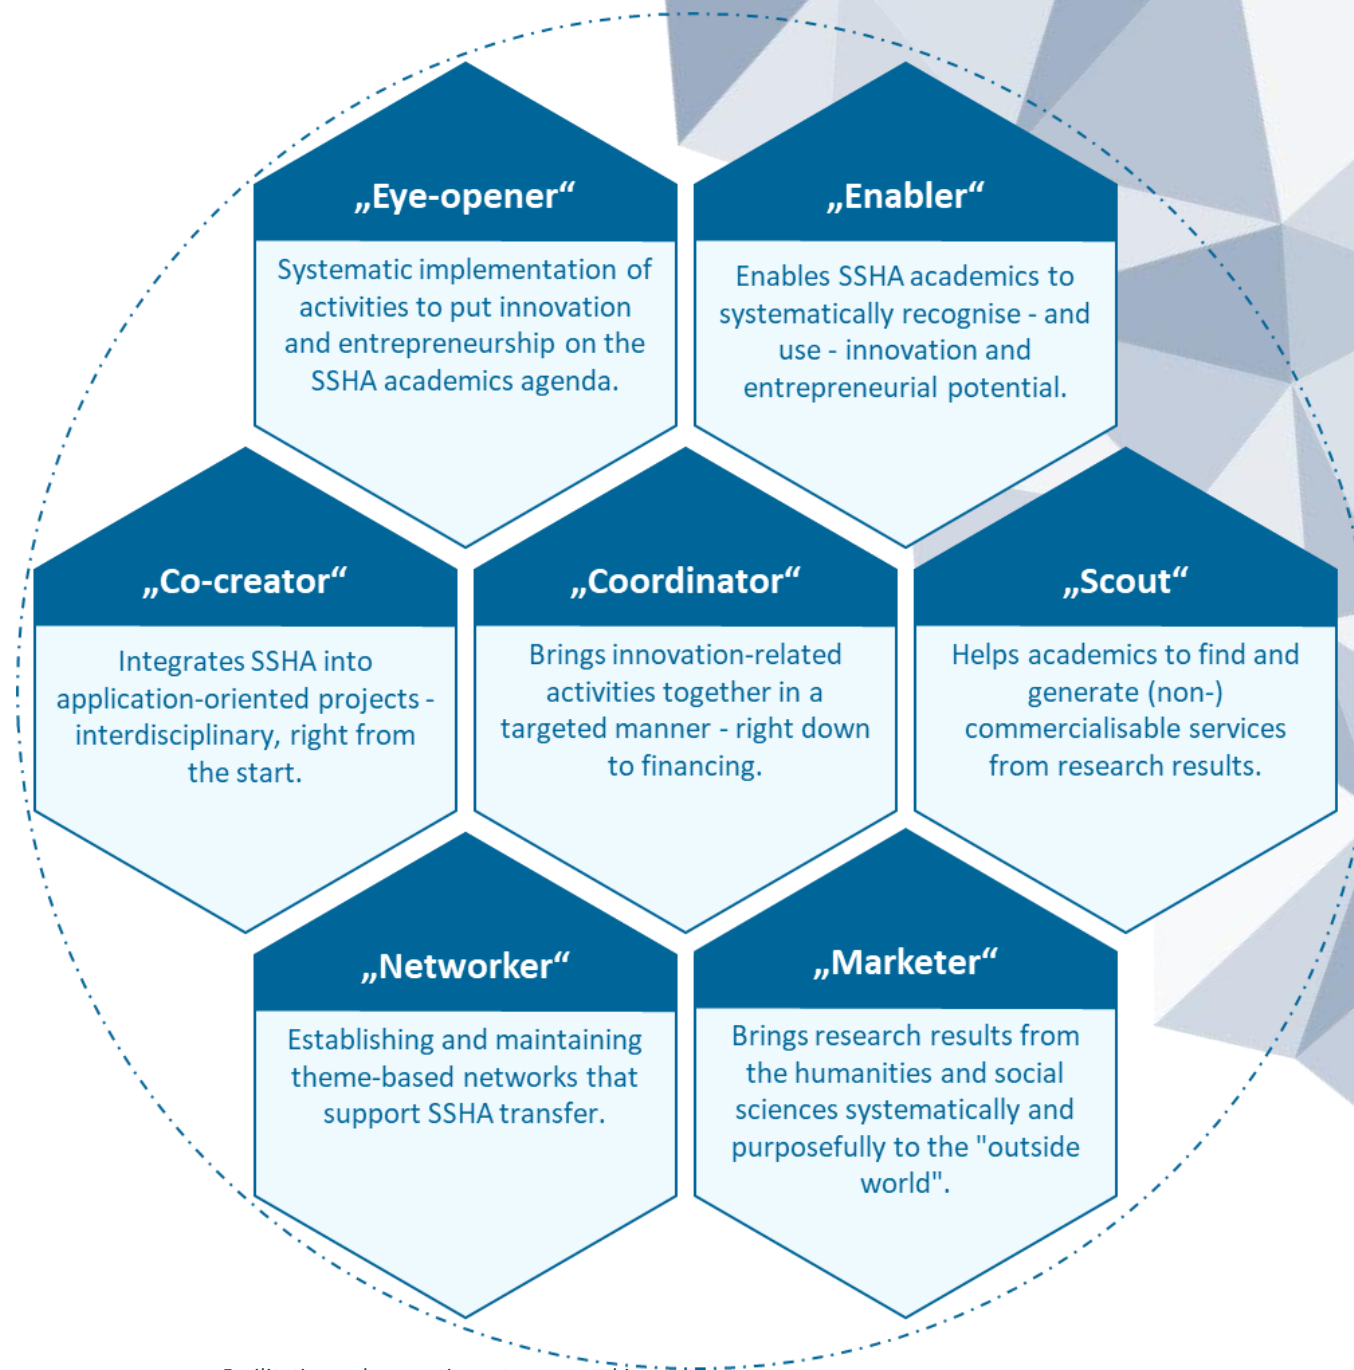 „Eye-opener“
Systematic implementation of
activities to put innovation
and entrepreneurship on the
SSHA academics agenda.
„Enabler“
Enables SSHA academics to
systematically recognise - and
use - innovation and
entrepreneurial potential.
„Co-creator“
Integrates SSHA into
application-oriented projects -
interdisciplinary, right from
the start.
„Coordinator“
Brings innovation-related
activities together in a
targeted manner - right down
to financing.
„Scout“
Helps academics to find and
generate (non-)
commercialisable services
from research results.
„Networker“
Establishing and maintaining
theme-based networks that
support SSHA transfer.
„Marketer“
Brings research results from
the humanities and social
sciences systematically and
purposefully to the "outside
world".